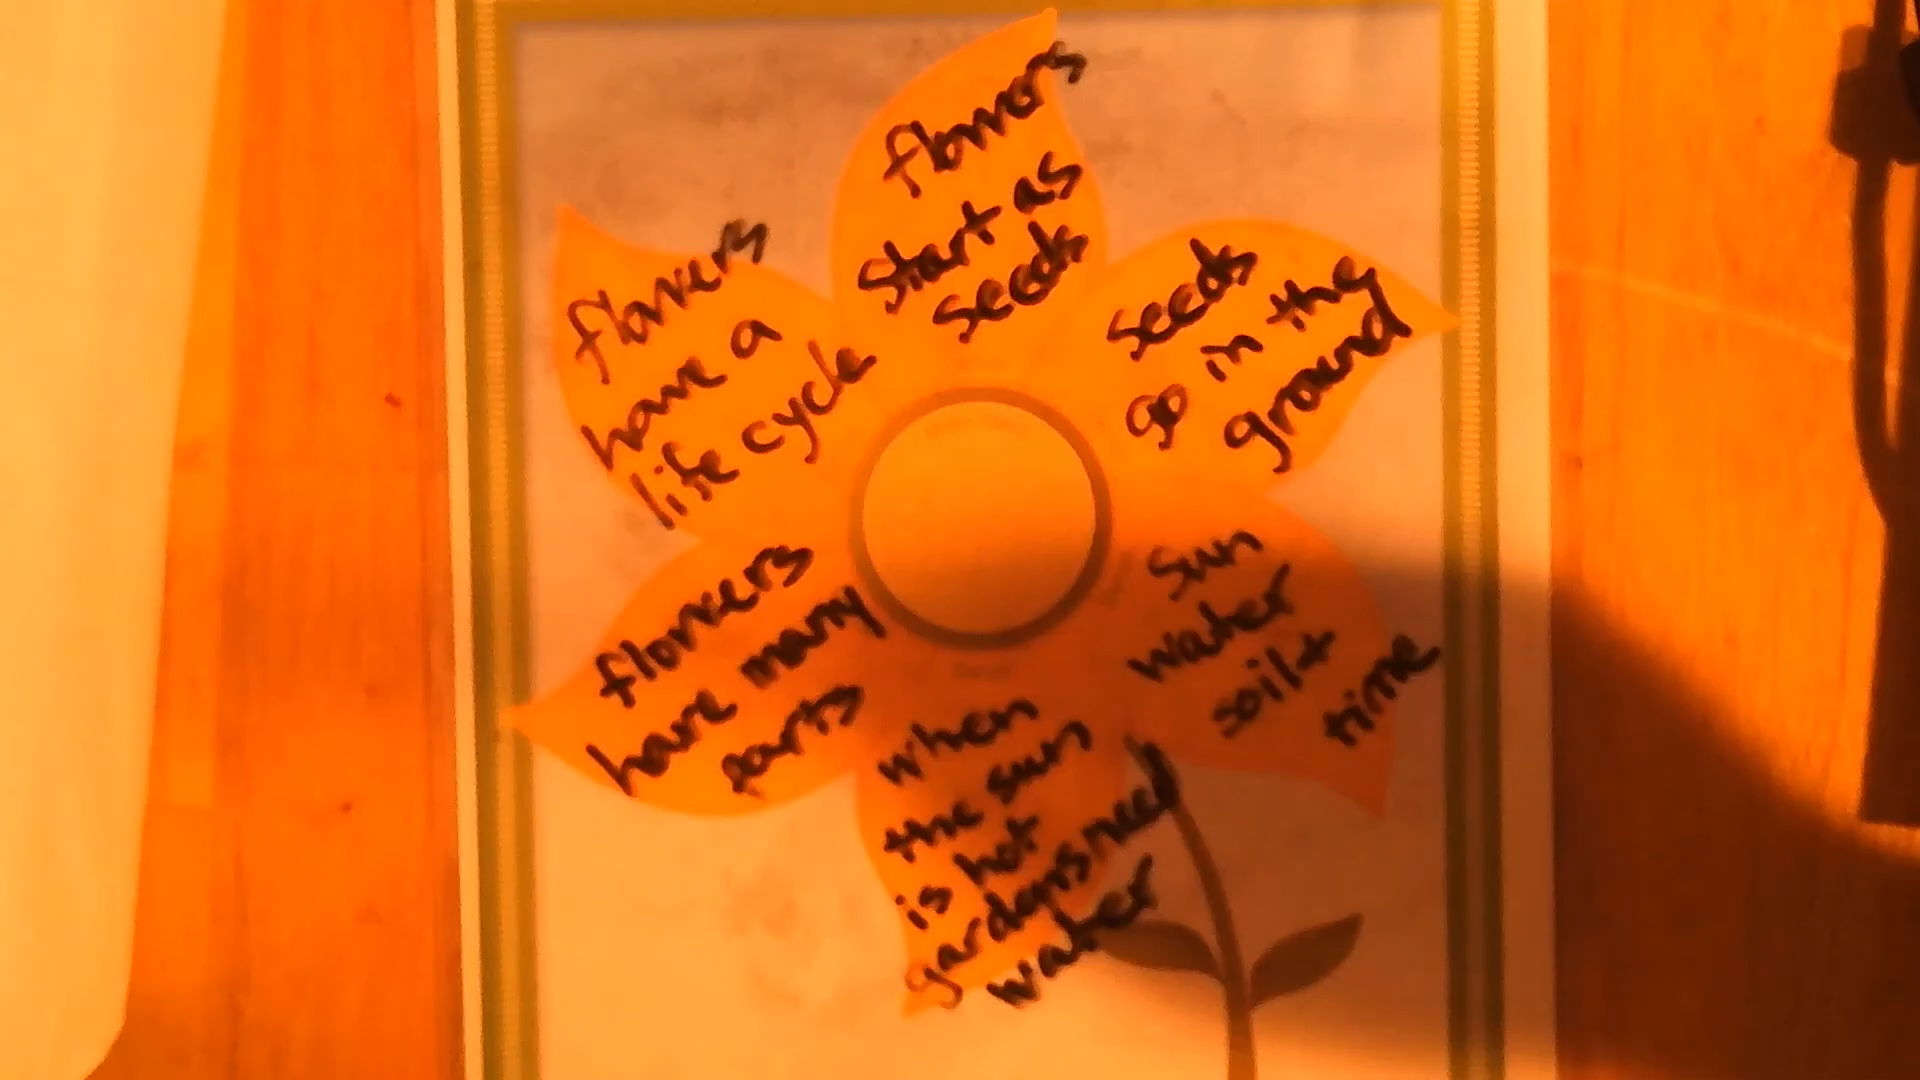 flowers
start as
seeds
seeds
go in the
ground
sun
water
soil +
time
when
the sun
is hot
gardens need
water
flowers
have many
parts
flowers
have a
life cycle